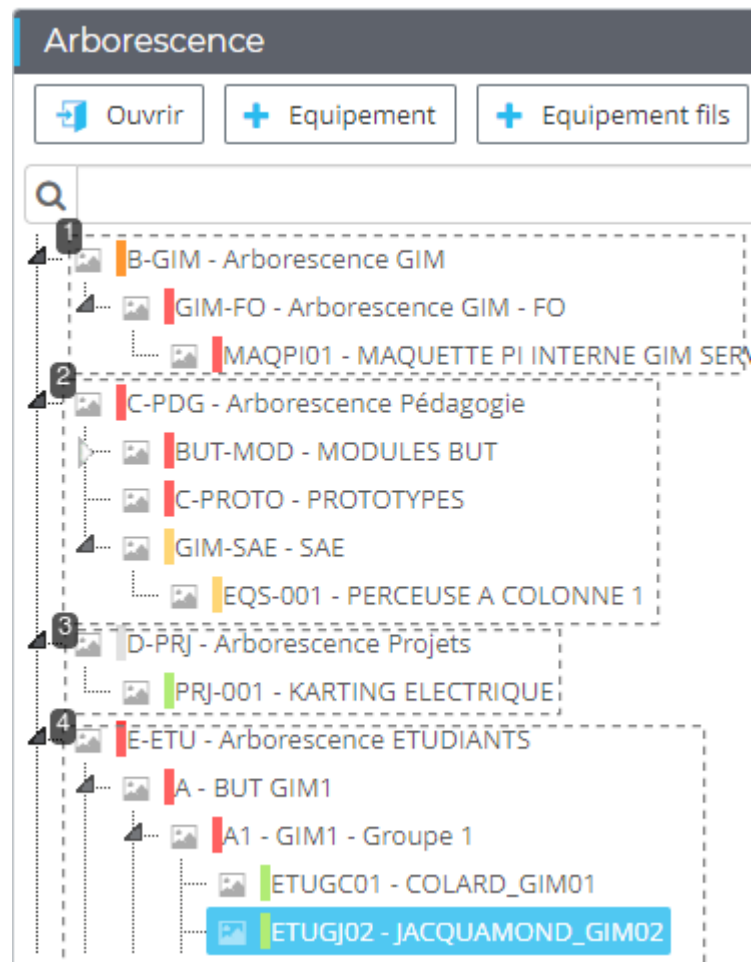 Arborescence
Ouvrir Equipement Equipement fils
1
B-GIM - Arborescence GIM
GIM-FO - Arborescence GIM - FO
MAQPI01 - MAQUETTE PI INTERNE GIM SERV
2
C-PDG - Arborescence Pédagogie
BUT-MOD - MODULES BUT
C-PROTO - PROTOTYPES
GIM-SAE - SAE
EQS-001 - PERCEUSE A COLONNE 1
3
D-PRJ - Arborescence Projets
PRJ-001 - KARTING ELECTRIQUE
4
E-ETU - Arborescence ETUDIANTS
A - BUT GIM1
A1 - GIM1 - Groupe 1
ETUGC01 - COLARD_GIM01
ETUGJ02 - JACQUAMOND_GIM02